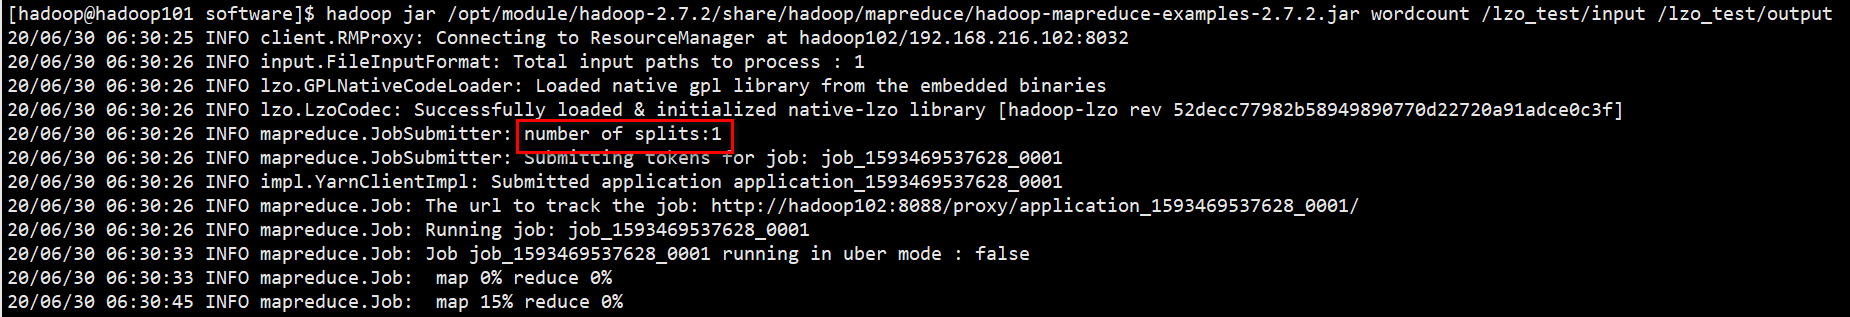 [hadoop@hadoop101 software]$ hadoop jar /opt/module/hadoop-2.7.2/share/hadoop/mapreduce/hadoop-mapreduce-examples-2.7.2.jar wordcount /lzo_test/input /lzo_test/output
20/06/30 06:30:25 INFO client.RMProxy: Connecting to ResourceManager at hadoop102/192.168.216.102:8032
20/06/30 06:30:26 INFO input.FileInputFormat: Total input paths to process : 1
20/06/30 06:30:26 INFO lzo.GPLNativeCodeLoader: Loaded native gpl library from the embedded binaries
20/06/30 06:30:26 INFO lzo.LzoCodec: Successfully loaded & initialized native-lzo library [hadoop-lzo rev 52decc77982b58949890770d22720a91adce0c3f]
20/06/30 06:30:26 INFO mapreduce.JobSubmitter: number of splits:1
20/06/30 06:30:26 INFO mapreduce.JobSubmitter: Submitting tokens for job: job_1593469537628_0001
20/06/30 06:30:26 INFO impl.YarnClientImpl: Submitted application application_1593469537628_0001
20/06/30 06:30:26 INFO mapreduce.Job: The url to track the job: http://hadoop102:8088/proxy/application_1593469537628_0001/
20/06/30 06:30:26 INFO mapreduce.Job: Running job: job_1593469537628_0001
20/06/30 06:30:33 INFO mapreduce.Job: Job job_1593469537628_0001 running in uber mode : false
20/06/30 06:30:33 INFO mapreduce.Job:  map 0% reduce 0%
20/06/30 06:30:45 INFO mapreduce.Job:  map 15% reduce 0%